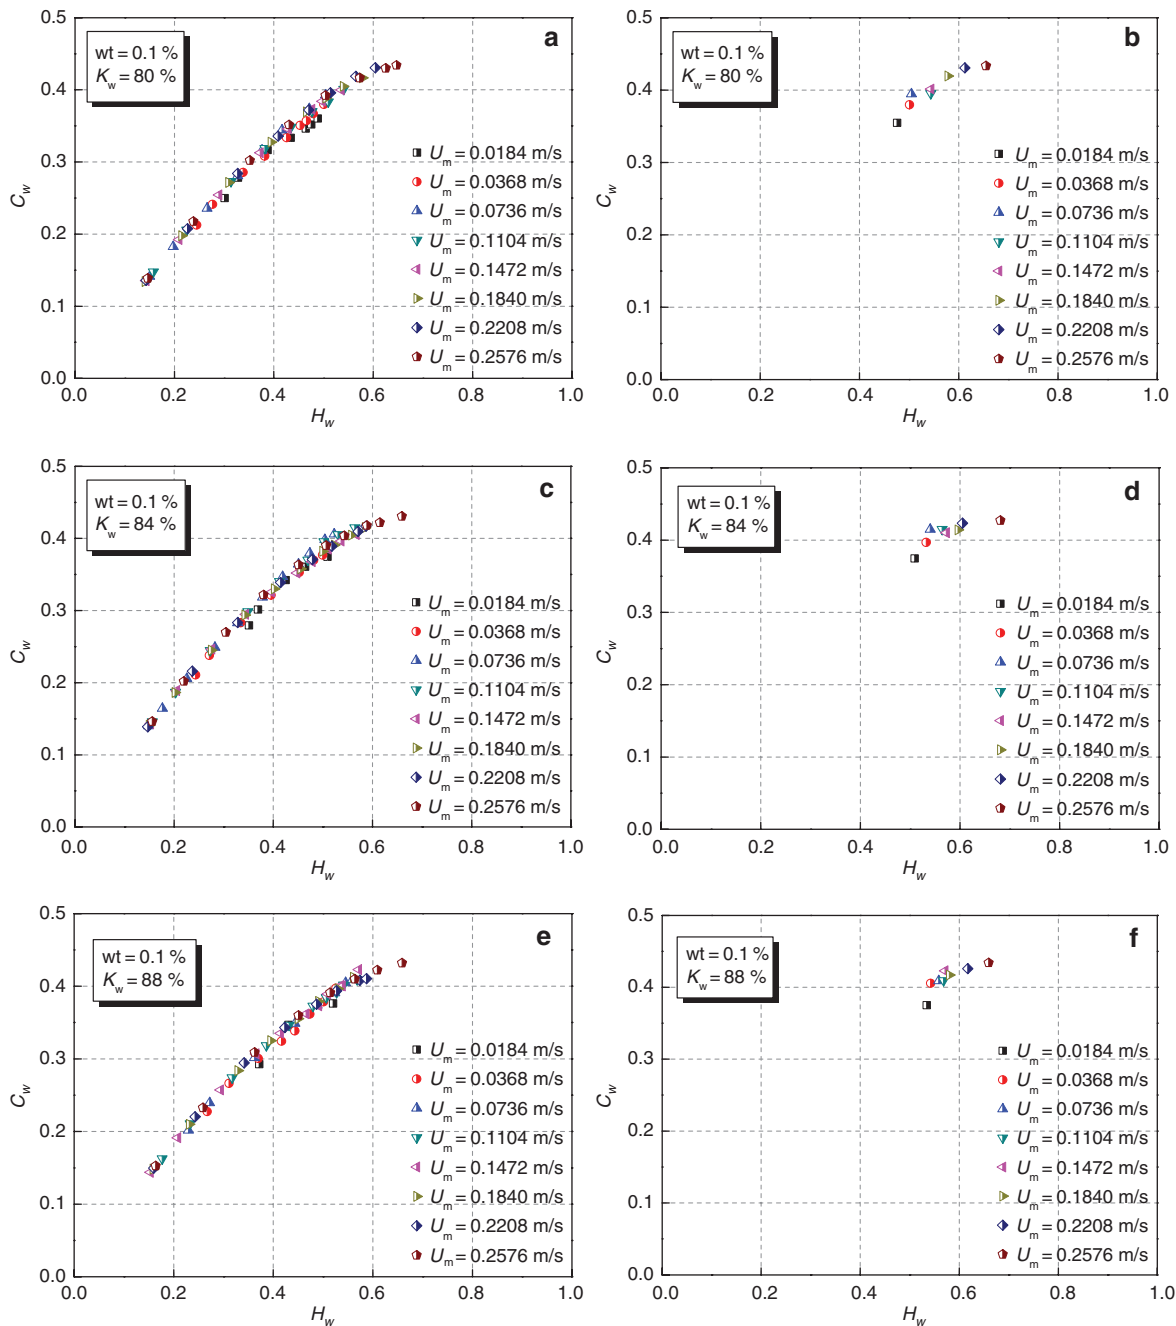 a
wt = 0.1 %
K_w = 80 %
0.5
0.4
0.3
0.2
0.1
0.0
C_w
U_m = 0.0184 m/s
U_m = 0.0368 m/s
U_m = 0.0736 m/s
U_m = 0.1104 m/s
U_m = 0.1472 m/s
U_m = 0.1840 m/s
U_m = 0.2208 m/s
U_m = 0.2576 m/s
0.0 0.2 0.4 0.6 0.8 1.0
H_w
b
wt = 0.1 %
K_w = 80 %
0.5
0.4
0.3
0.2
0.1
0.0
C_w
U_m = 0.0184 m/s
U_m = 0.0368 m/s
U_m = 0.0736 m/s
U_m = 0.1104 m/s
U_m = 0.1472 m/s
U_m = 0.1840 m/s
U_m = 0.2208 m/s
U_m = 0.2576 m/s
0.0 0.2 0.4 0.6 0.8 1.0
H_w
c
wt = 0.1 %
K_w = 84 %
0.5
0.4
0.3
0.2
0.1
0.0
C_w
U_m = 0.0184 m/s
U_m = 0.0368 m/s
U_m = 0.0736 m/s
U_m = 0.1104 m/s
U_m = 0.1472 m/s
U_m = 0.1840 m/s
U_m = 0.2208 m/s
U_m = 0.2576 m/s
0.0 0.2 0.4 0.6 0.8 1.0
H_w
d
wt = 0.1 %
K_w = 84 %
0.5
0.4
0.3
0.2
0.1
0.0
C_w
U_m = 0.0184 m/s
U_m = 0.0368 m/s
U_m = 0.0736 m/s
U_m = 0.1104 m/s
U_m = 0.1472 m/s
U_m = 0.1840 m/s
U_m = 0.2208 m/s
U_m = 0.2576 m/s
0.0 0.2 0.4 0.6 0.8 1.0
H_w
e
wt = 0.1 %
K_w = 88 %
0.5
0.4
0.3
0.2
0.1
0.0
C_w
U_m = 0.0184 m/s
U_m = 0.0368 m/s
U_m = 0.0736 m/s
U_m = 0.1104 m/s
U_m = 0.1472 m/s
U_m = 0.1840 m/s
U_m = 0.2208 m/s
U_m = 0.2576 m/s
0.0 0.2 0.4 0.6 0.8 1.0
H_w
f
wt = 0.1 %
K_w = 88 %
0.5
0.4
0.3
0.2
0.1
0.0
C_w
U_m = 0.0184 m/s
U_m = 0.0368 m/s
U_m = 0.0736 m/s
U_m = 0.1104 m/s
U_m = 0.1472 m/s
U_m = 0.1840 m/s
U_m = 0.2208 m/s
U_m = 0.2576 m/s
0.0 0.2 0.4 0.6 0.8 1.0
H_w